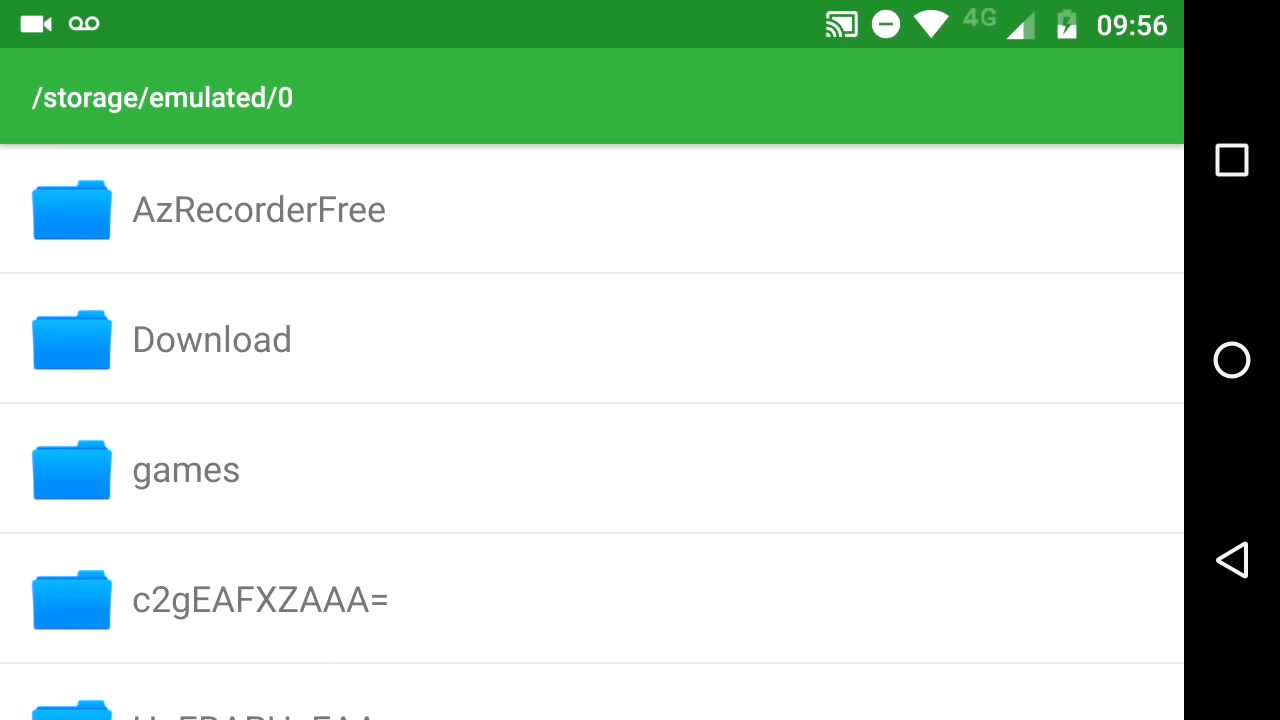 4G 09:56
/storage/emulated/0
AzRecorderFree
Download
games
c2gEAFXZAAA=